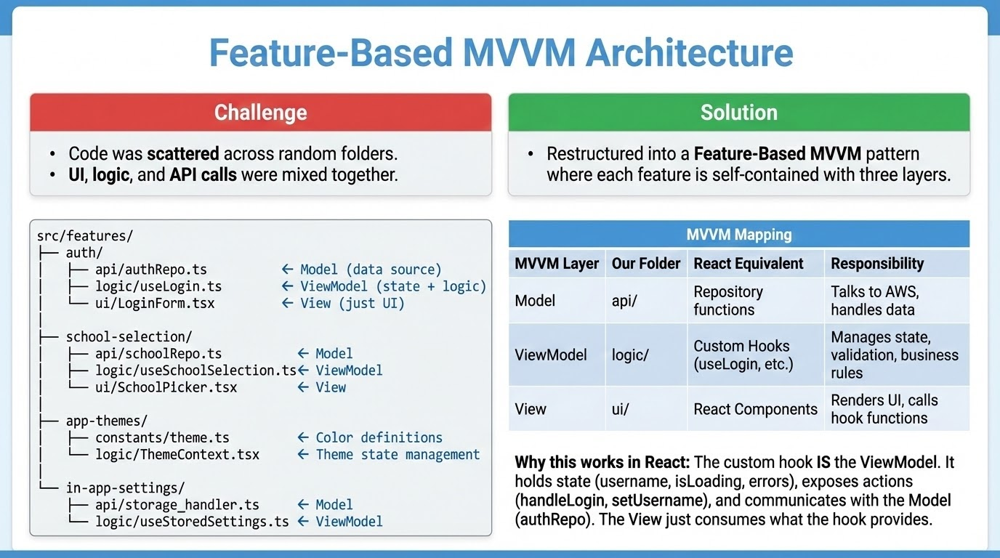 Feature-Based MVVM Architecture
Challenge
• Code was scattered across random folders.
• UI, logic, and API calls were mixed together.
Solution
• Restructured into a Feature-Based MVVM pattern
where each feature is self-contained with three layers.
src/features/
├── auth/
│   ├── api/authRepo.ts ← Model (data source)
│   ├── logic/useLogin.ts ← ViewModel (state + logic)
│   └── ui/LoginForm.tsx ← View (just UI)
│
├── school-selection/
│   ├── api/schoolRepo.ts ← Model
│   ├── logic/useSchoolSelection.ts ← ViewModel
│   └── ui/SchoolPicker.tsx ← View
│
├── app-themes/
│   ├── constants/theme.ts ← Color definitions
│   └── logic/ThemeContext.tsx ← Theme state management
│
└── in-app-settings/
├── api/storage_handler.ts ← Model
└── logic/useStoredSettings.ts ← ViewModel
MVVM Mapping
MVVM Layer Our Folder React Equivalent Responsibility
Model api/ Repository functions Talks to AWS, handles data
ViewModel logic/ Custom Hooks (useLogin, etc.) Manages state, validation, business rules
View ui/ React Components Renders UI, calls hook functions
Why this works in React: The custom hook IS the ViewModel. It
holds state (username, isLoading, errors), exposes actions
(handleLogin, setUsername), and communicates with the Model
(authRepo). The View just consumes what the hook provides.